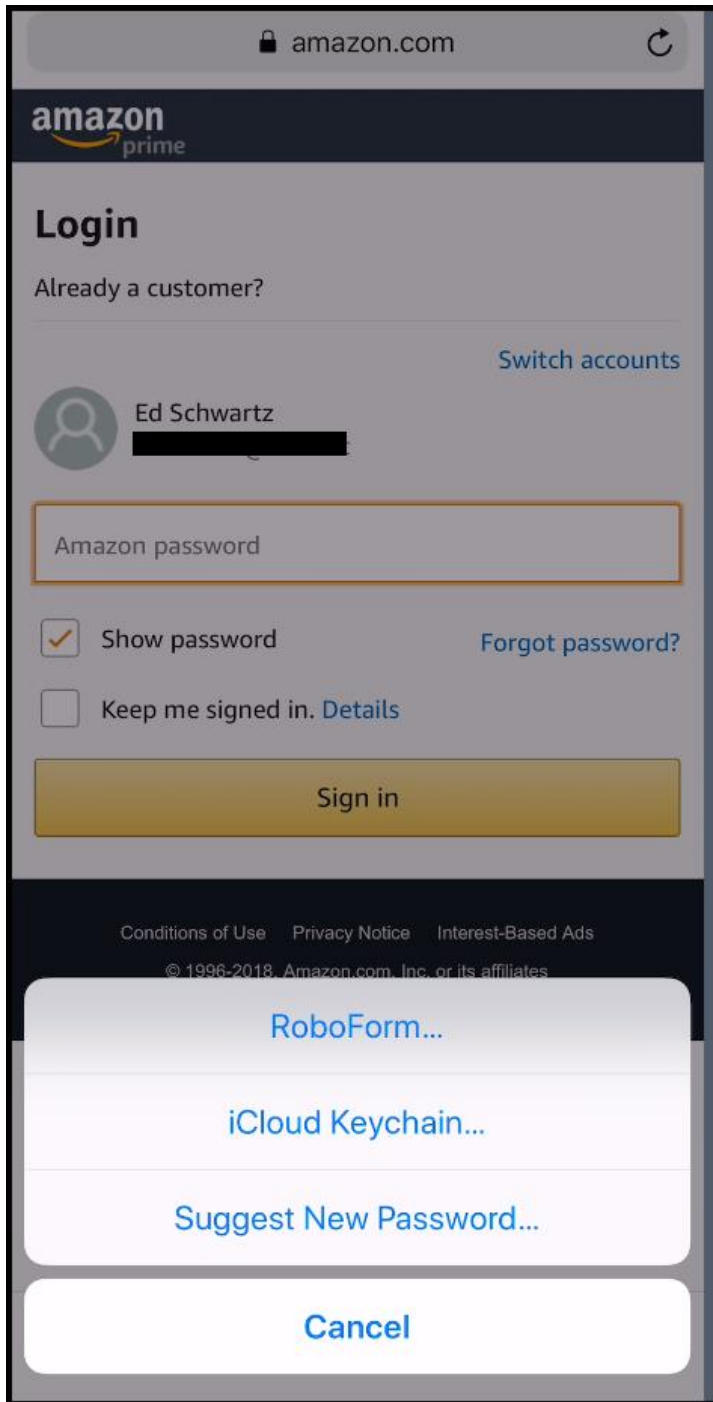 amazon.com
amazon
prime
Login
Already a customer?
Switch accounts
Ed Schwartz
Amazon password
Show password
Forgot password?
Keep me signed in. Details
Sign in
Conditions of Use Privacy Notice Interest-Based Ads
© 1996-2018, Amazon.com, Inc. or its affiliates
RoboForm...
iCloud Keychain...
Suggest New Password...
Cancel